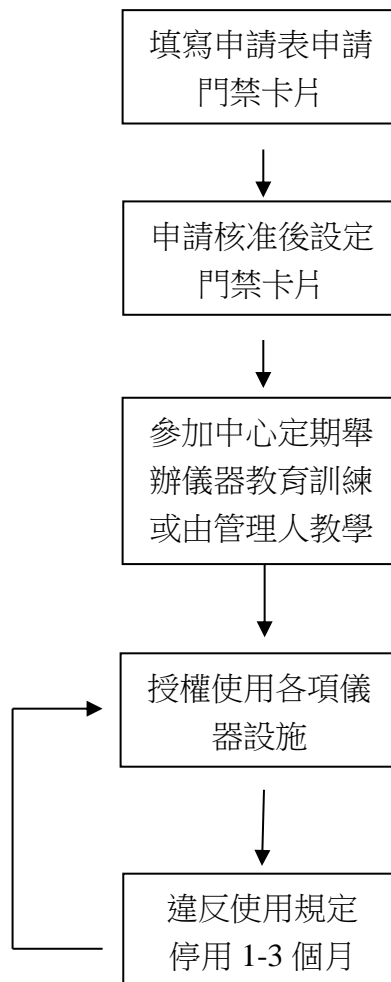 填寫申請表申請
門禁卡片
申請核准後設定
門禁卡片
參加中心定期舉
辦儀器教育訓練
或由管理人教學
授權使用各項儀
器設施
違反使用規定
停用 1-3 個月